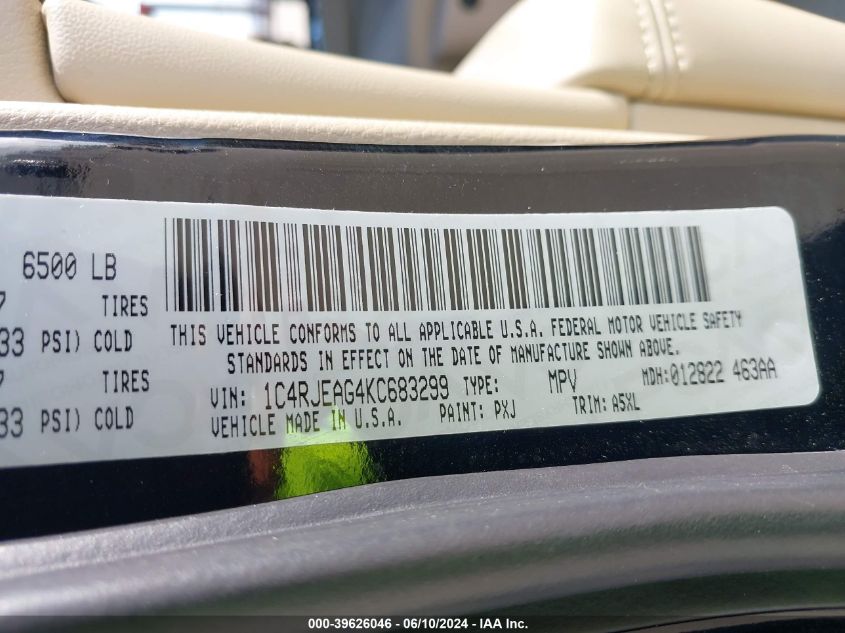 6500 LB
7 TIRES
33 PSI) COLD
7 TIRES
33 PSI) COLD
THIS VEHICLE CONFORMS TO ALL APPLICABLE U.S.A. FEDERAL MOTOR VEHICLE SAFETY
STANDARDS IN EFFECT ON THE DATE OF MANUFACTURE SHOWN ABOVE.
VIN: 1C4RJEAG4KC683299 TYPE: MPV MDH:012822 463AA
VEHICLE MADE IN U.S.A. PAINT: PXJ TRIM: A5XL
000-39626046 - 06/10/2024 - IAA Inc.